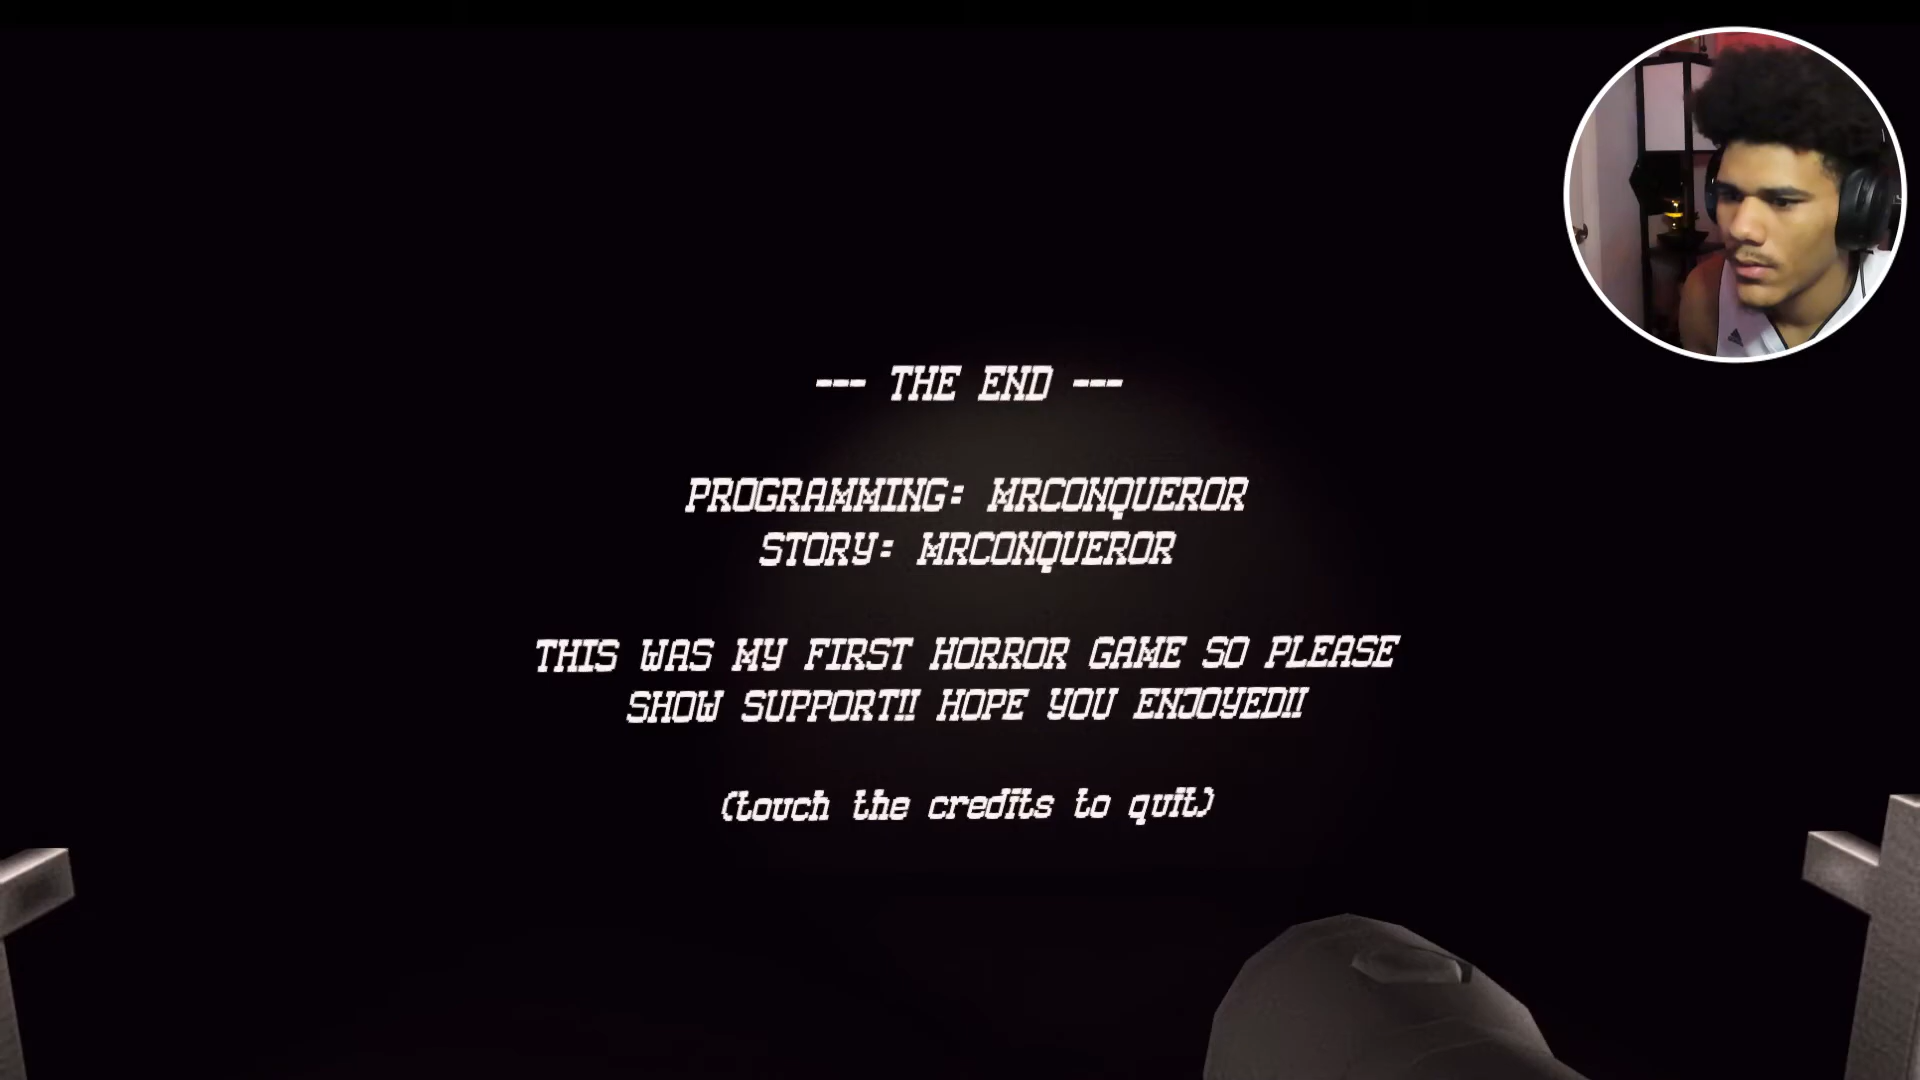 --- THE END ---
PROGRAMMING: MRCONQUEROR
STORY: MRCONQUEROR
THIS WAS MY FIRST HORROR GAME SO PLEASE
SHOW SUPPORT!! HOPE YOU ENJOYED!!
(touch the credits to quit)